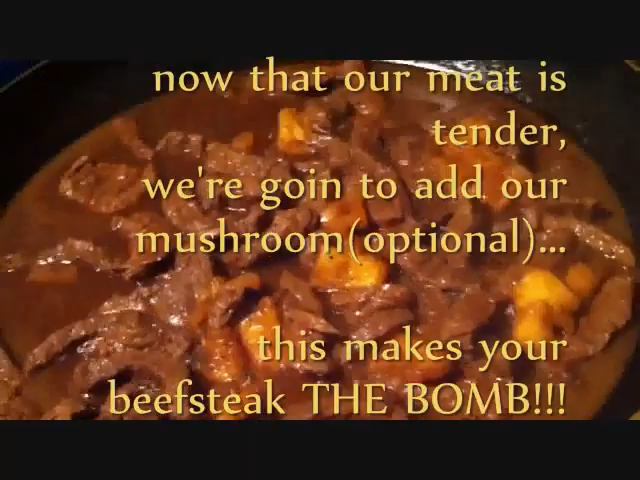 now that our meat is
tender,
we're goin to add our
mushroom(optional)...
this makes your
beefsteak THE BOMB!!!